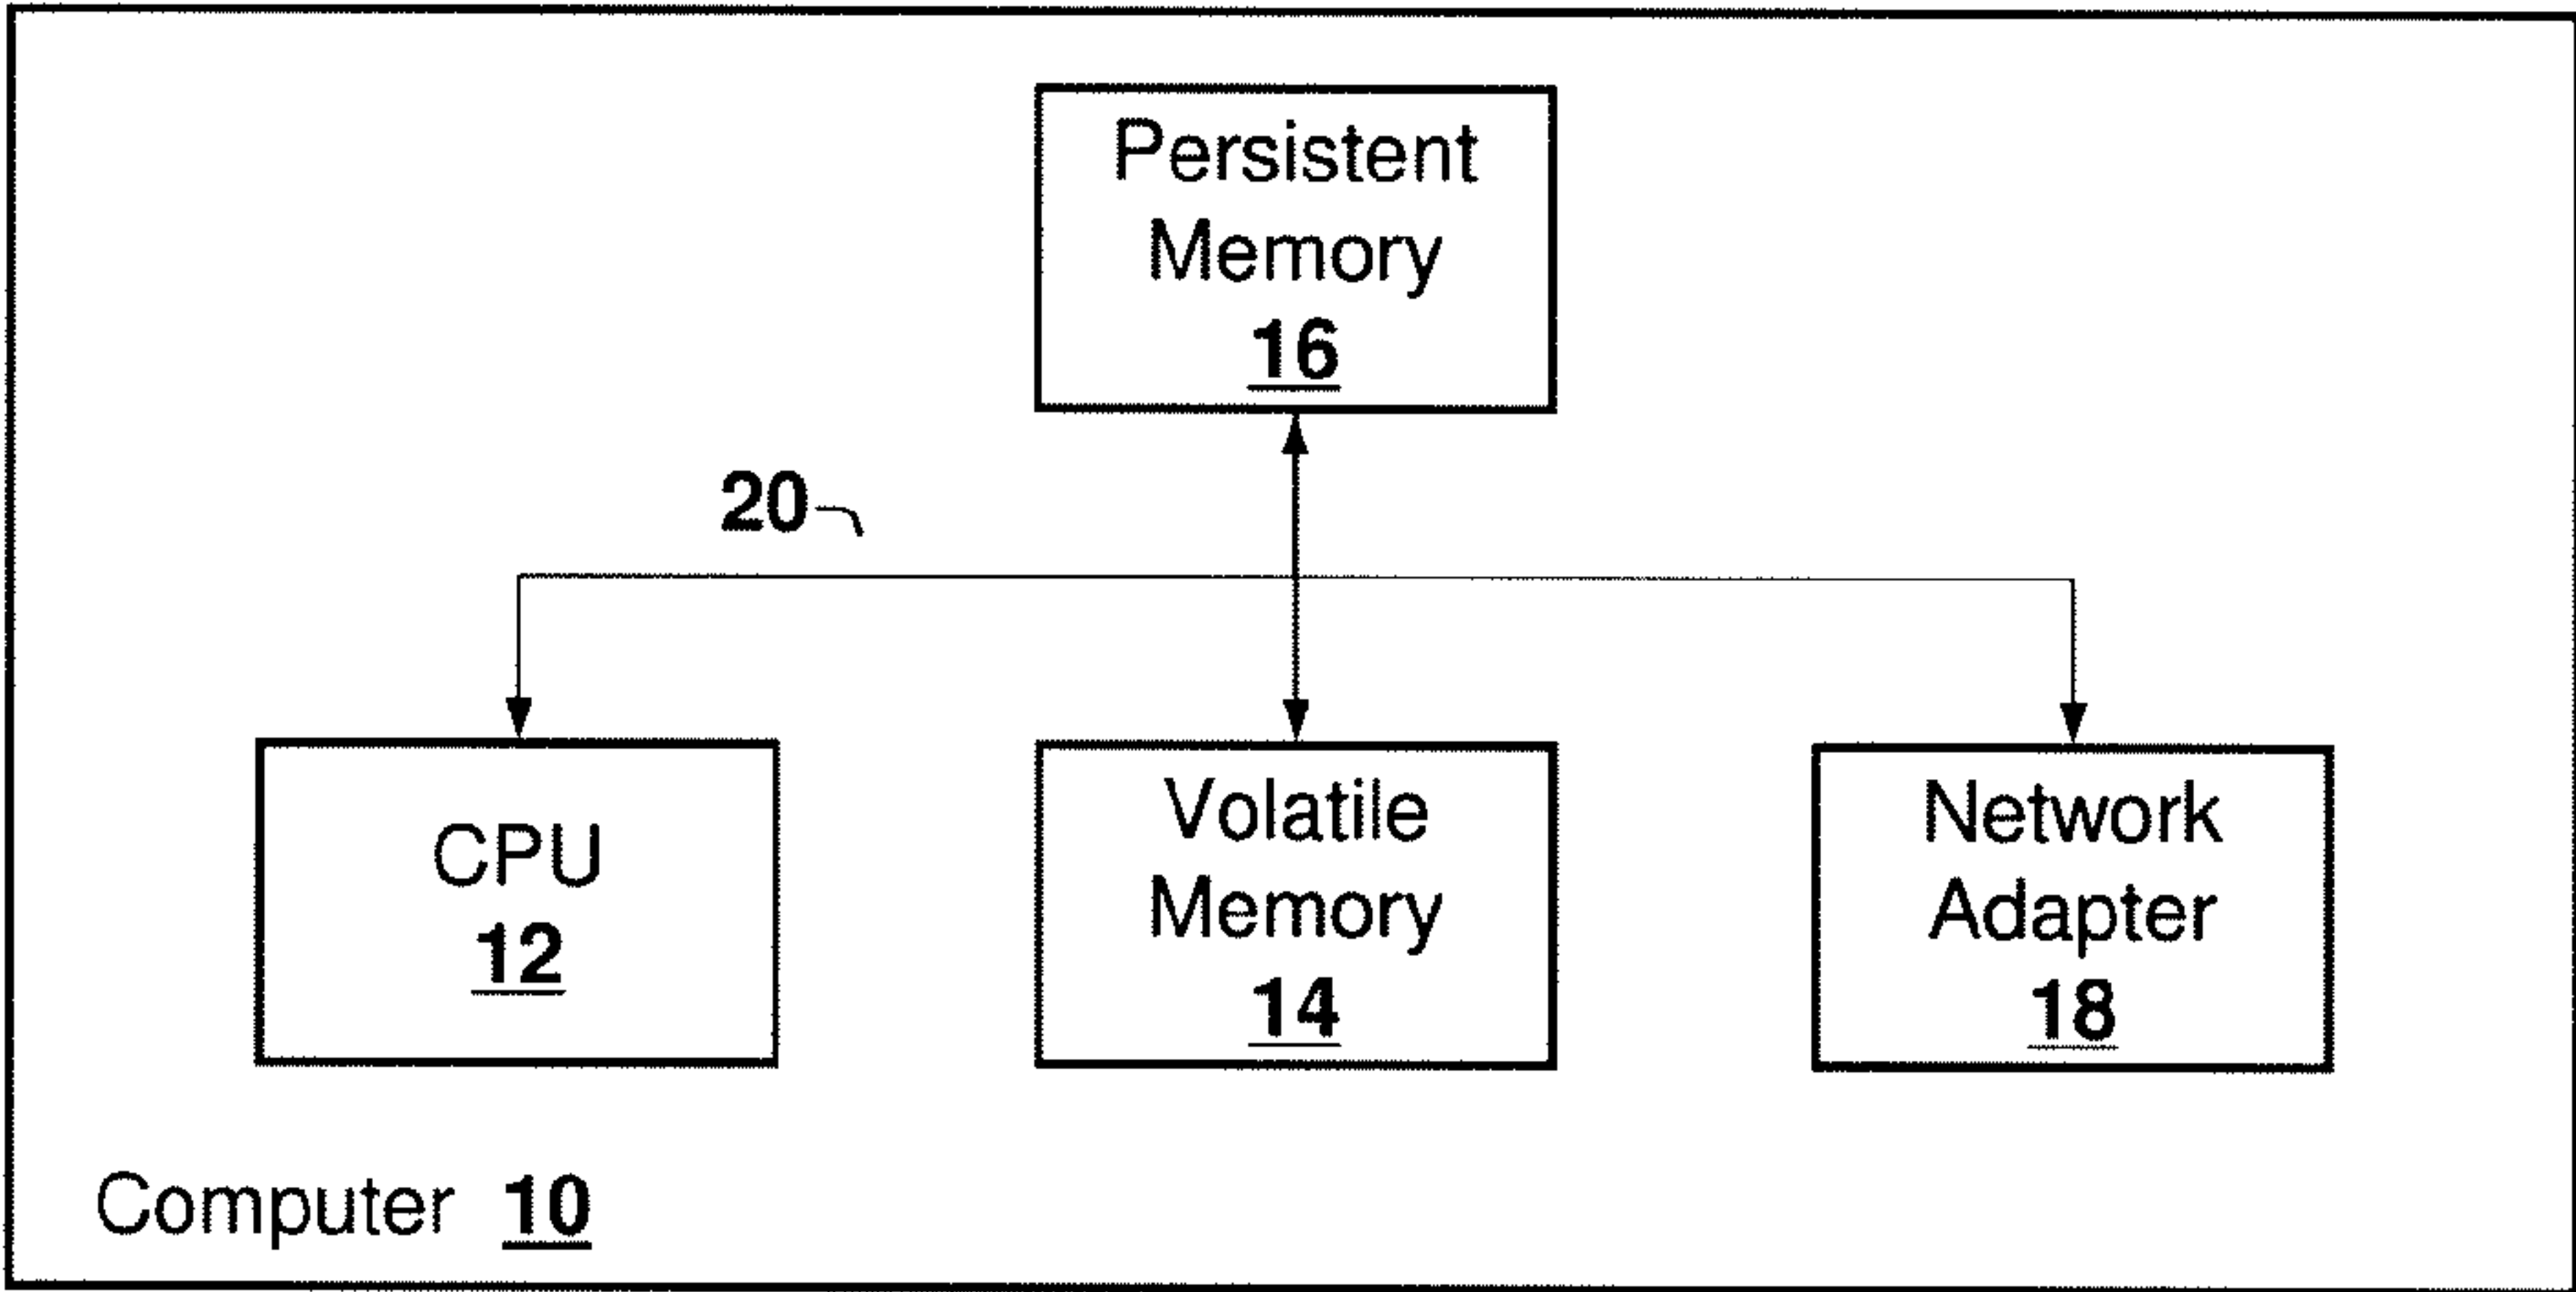 Persistent
Memory
16
20
CPU
12
Volatile
Memory
14
Network
Adapter
18
Computer 10